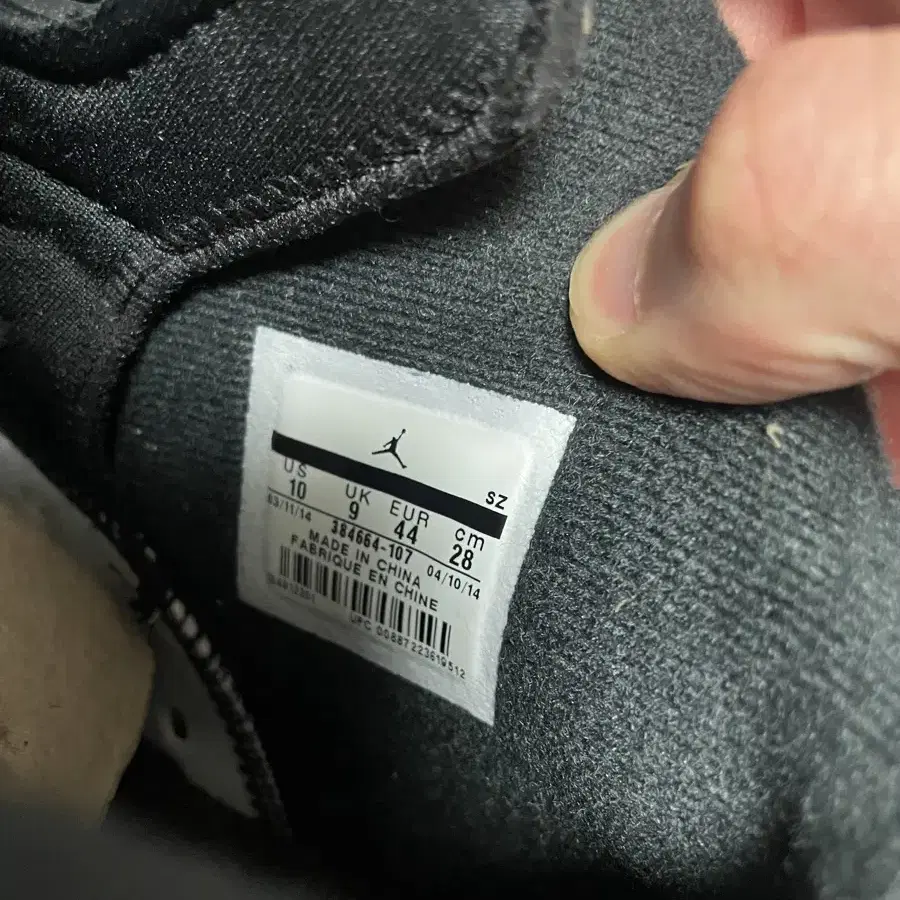 SZ
US UK EUR cm
10 9 44 28
03/11/14 384664-107 04/10/14
MADE IN CHINA
FABRIQUE EN CHINE
UPC 00887223619512